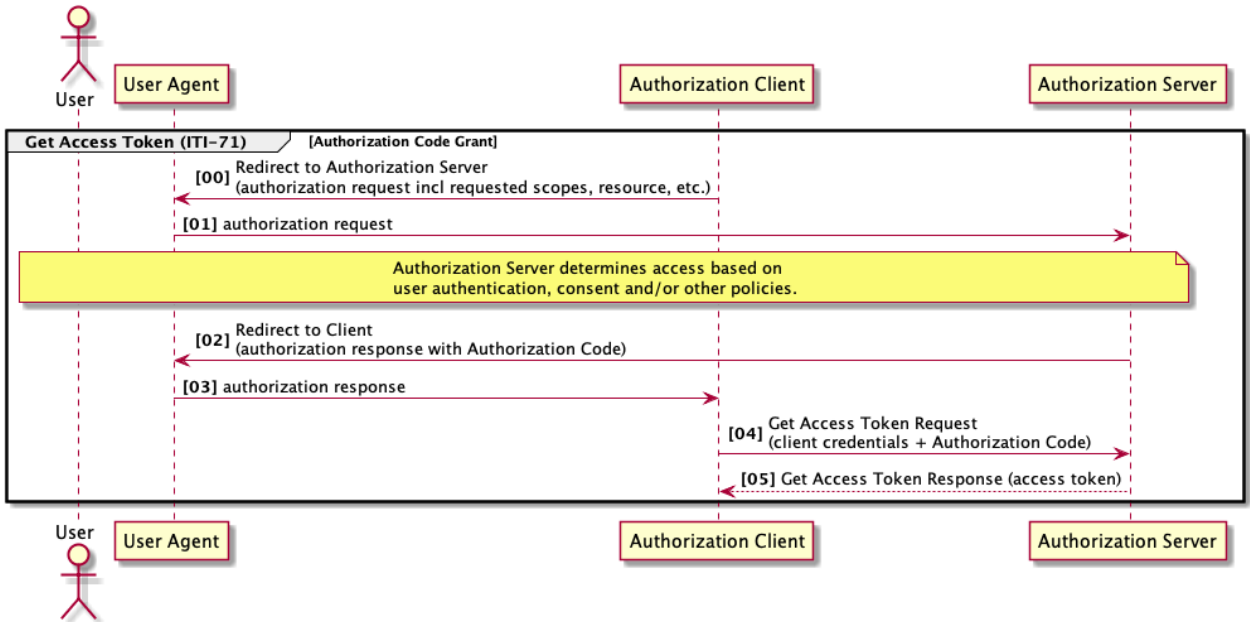 User
User Agent
Authorization Client
Authorization Server
Get Access Token (ITI-71)
[Authorization Code Grant]
[00] Redirect to Authorization Server
(authorization request incl requested scopes, resource, etc.)
[01] authorization request
Authorization Server determines access based on
user authentication, consent and/or other policies.
[02] Redirect to Client
(authorization response with Authorization Code)
[03] authorization response
[04] Get Access Token Request
(client credentials + Authorization Code)
[05] Get Access Token Response (access token)
User
User Agent
Authorization Client
Authorization Server